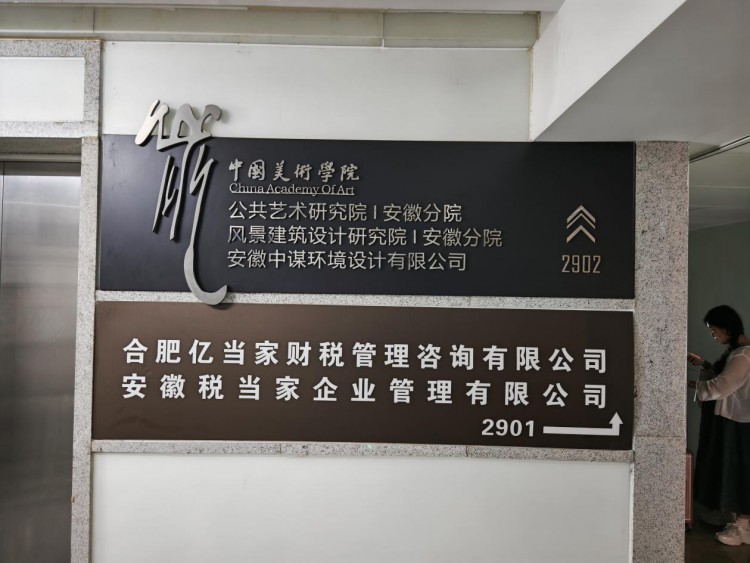 中国美術學院
China Academy Of Art
公共艺术研究院 | 安徽分院
风景建筑设计研究院 | 安徽分院
安徽中谋环境设计有限公司
2902
合肥亿当家财税管理咨询有限公司
安徽税当家企业管理有限公司
2901